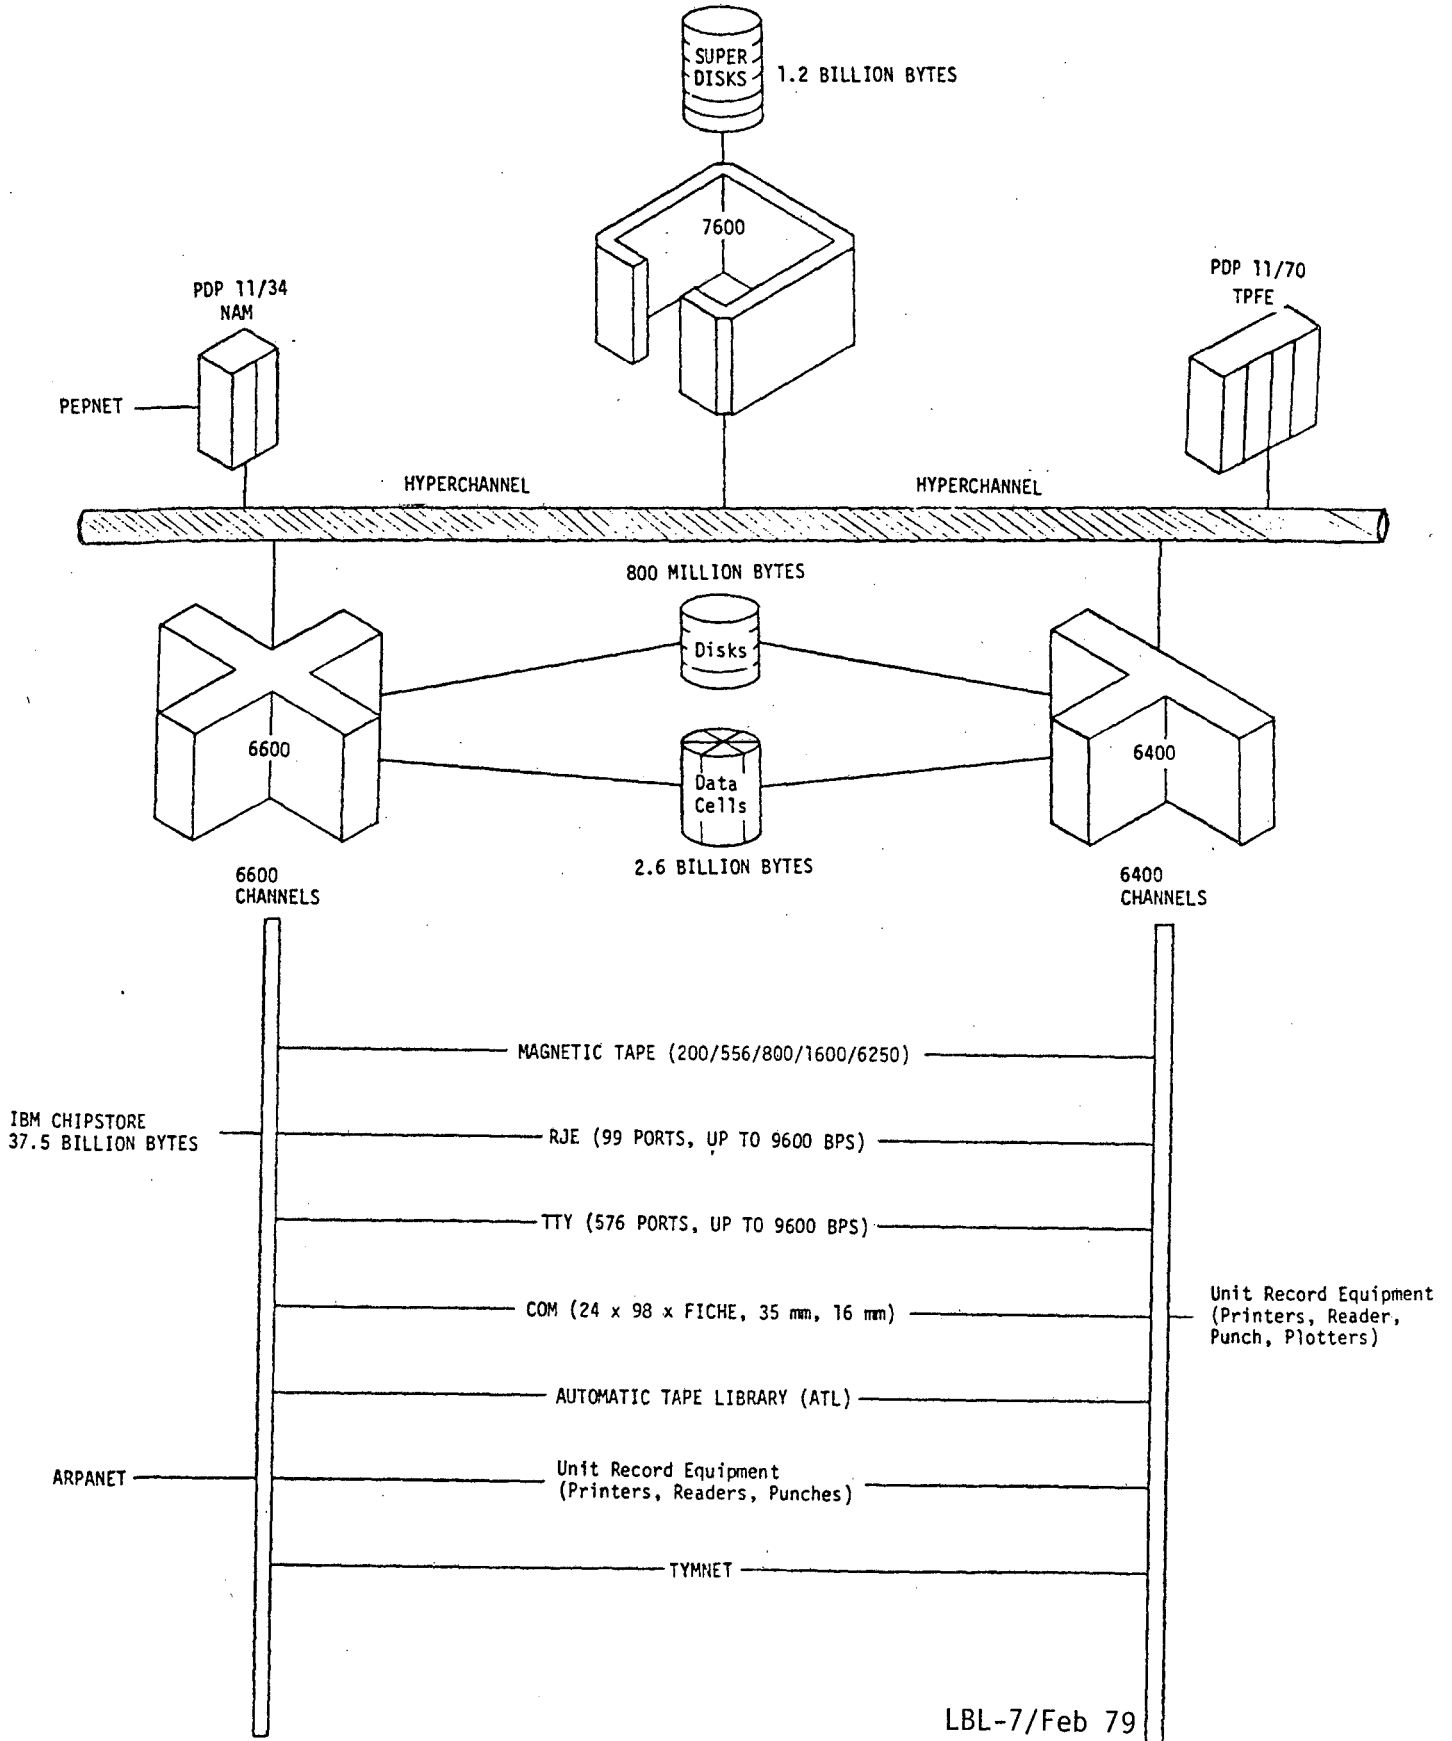 SUPER
DISKS
1.2 BILLION BYTES
7600
PDP 11/34
NAM
PDP 11/70
TPFE
PEPNET
HYPERCHANNEL
HYPERCHANNEL
800 MILLION BYTES
Disks
6600
Data
Cells
6400
2.6 BILLION BYTES
6600
CHANNELS
6400
CHANNELS
MAGNETIC TAPE (200/556/800/1600/6250)
IBM CHIPSTORE
37.5 BILLION BYTES
RJE (99 PORTS, UP TO 9600 BPS)
TTY (576 PORTS, UP TO 9600 BPS)
COM (24 x 98 x FICHE, 35 mm, 16 mm)
Unit Record Equipment
(Printers, Reader,
Punch, Plotters)
AUTOMATIC TAPE LIBRARY (ATL)
ARPANET
Unit Record Equipment
(Printers, Readers, Punches)
TYMNET
LBL-7/Feb 79